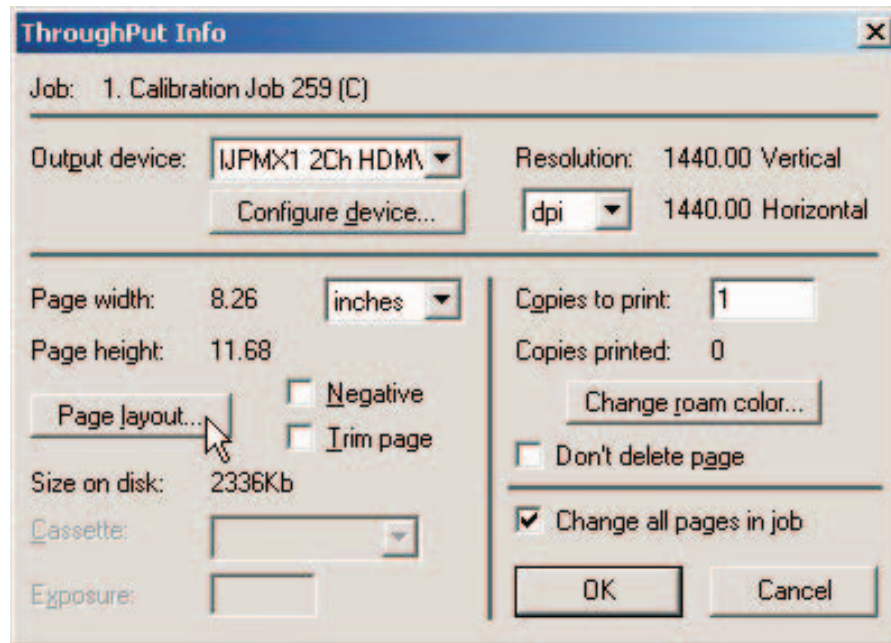 ThroughPut Info
Job: 1. Calibration Job 259 (C)
Output device: IJPMX1 2Ch HDM\
Configure device...
Resolution: 1440.00 Vertical
dpi 1440.00 Horizontal
Page width: 8.26 inches
Page height: 11.68
Page layout...
Negative
Trim page
Size on disk: 2336Kb
Cassette:
Exposure:
Copies to print: 1
Copies printed: 0
Change roam color...
Don't delete page
Change all pages in job
OK Cancel